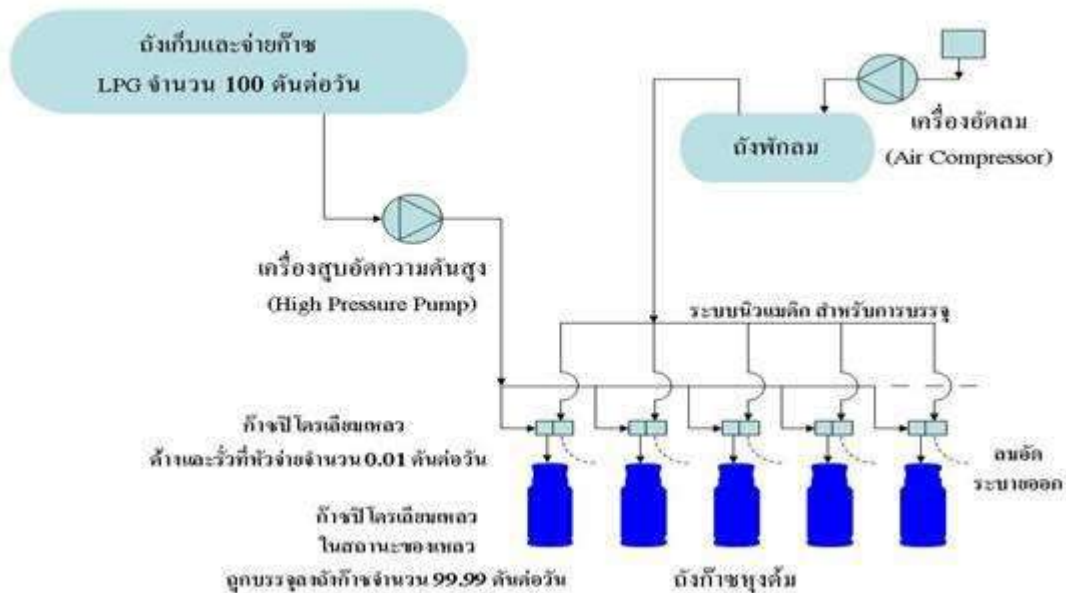 ถังเก็บและจ่ายก๊าซ
LPG จำนวน 100 ตันต่อวัน
เครื่องอัดลม
(Air Compressor)
ถังพักลม
เครื่องสูบอัดความดันสูง
(High Pressure Pump)
ระบบนิวแมติก สำหรับการบรรจุ
ก๊าซปิโตรเลียมเหลว
ค้างและรั่วที่หัวจ่ายจำนวน 0.01 ตันต่อวัน
ลมอัด
ระบายออก
ก๊าซปิโตรเลียมเหลว
ในสถานะของเหลว
ถูกบรรจุลงถังก๊าซจำนวน 99.99 ตันต่อวัน
ถังก๊าซหุงต้ม